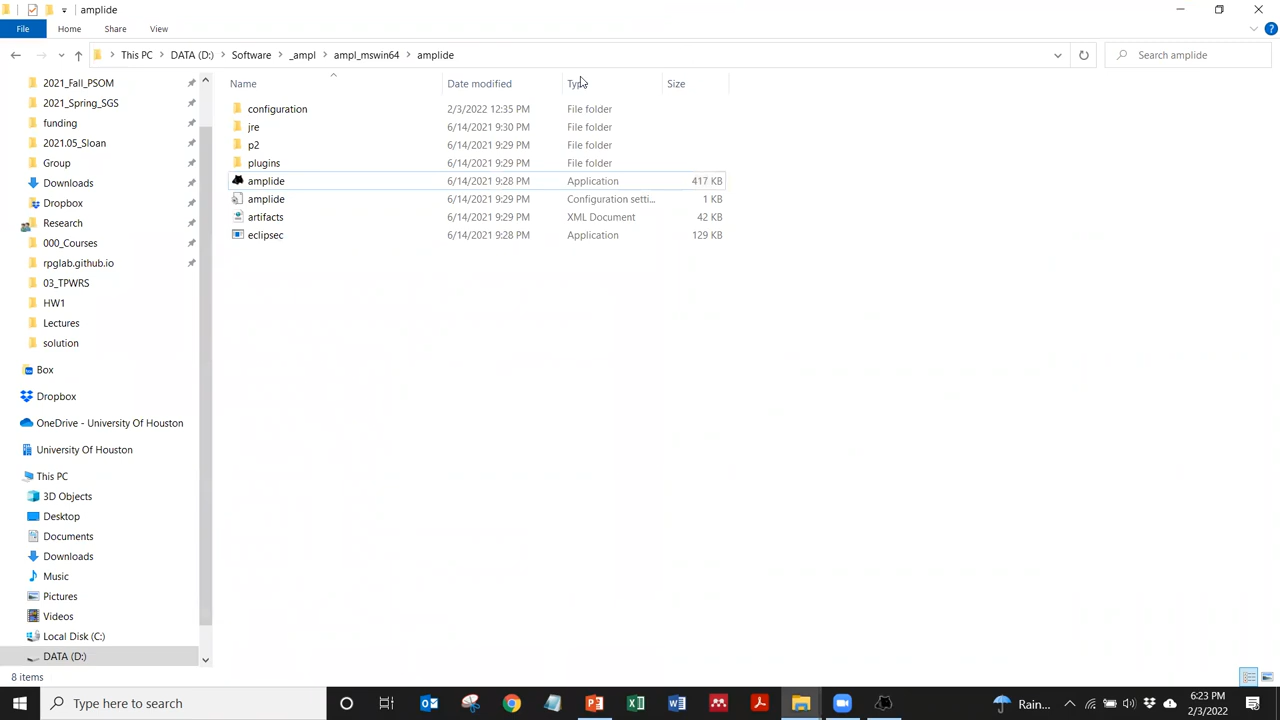 amplide
File Home Share View
This PC DATA (D:) Software _ampl ampl_mswin64 amplide Search amplide
Name Date modified Type Size
2021_Fall_PSOM
2021_Spring_SGS
funding
2021.05_Sloan
Group
Downloads
Dropbox
Research
000_Courses
rpglab.github.io
03_TPWRS
HW1
Lectures
solution
Box
Dropbox
OneDrive - University Of Houston
University Of Houston
This PC
3D Objects
Desktop
Documents
Downloads
Music
Pictures
Videos
Local Disk (C:)
DATA (D:)
configuration 2/3/2022 12:35 PM File folder
jre 6/14/2021 9:30 PM File folder
p2 6/14/2021 9:29 PM File folder
plugins 6/14/2021 9:29 PM File folder
amplide 6/14/2021 9:28 PM Application 417 KB
amplide 6/14/2021 9:29 PM Configuration setti... 1 KB
artifacts 6/14/2021 9:29 PM XML Document 42 KB
eclipsec 6/14/2021 9:28 PM Application 129 KB
8 items
Type here to search
Rain...
6:23 PM
2/3/2022